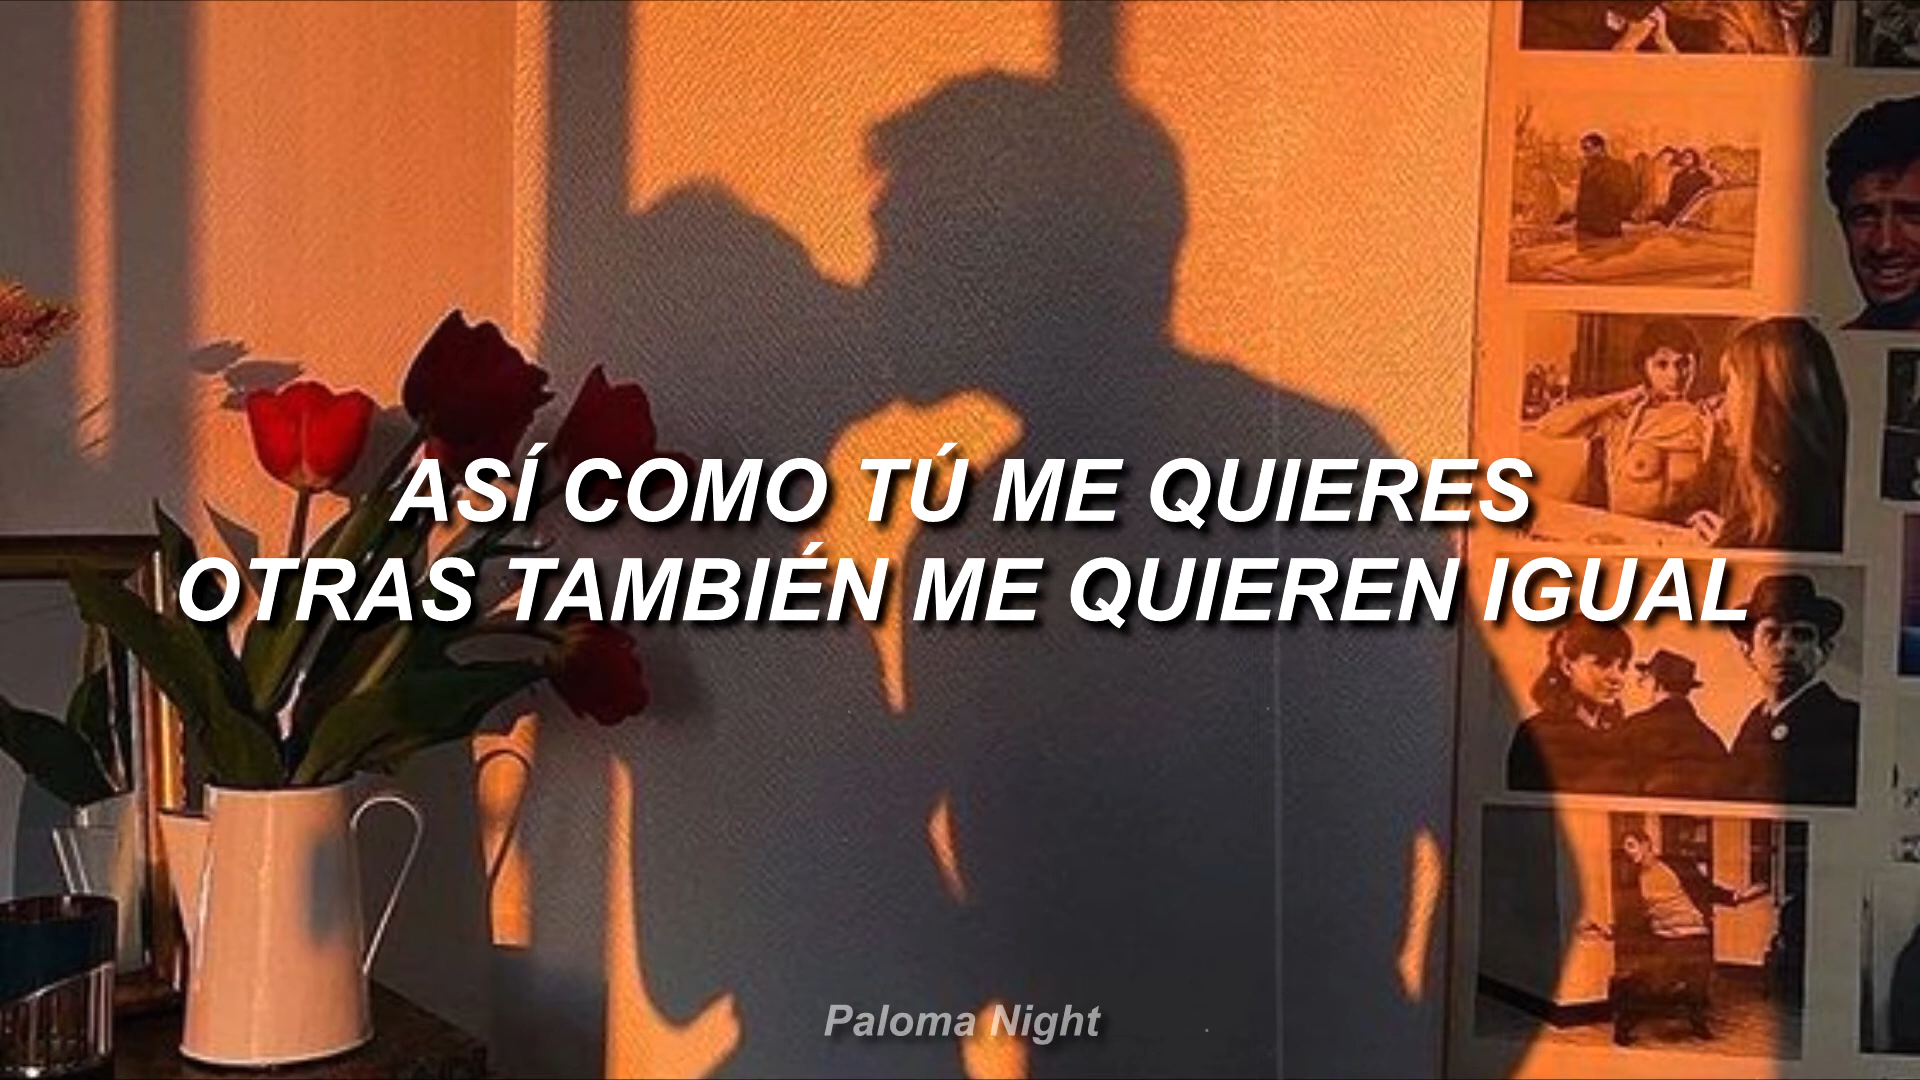 ASÍ COMO TÚ ME QUIERES
OTRAS TAMBIÉN ME QUIEREN IGUAL
Paloma Night